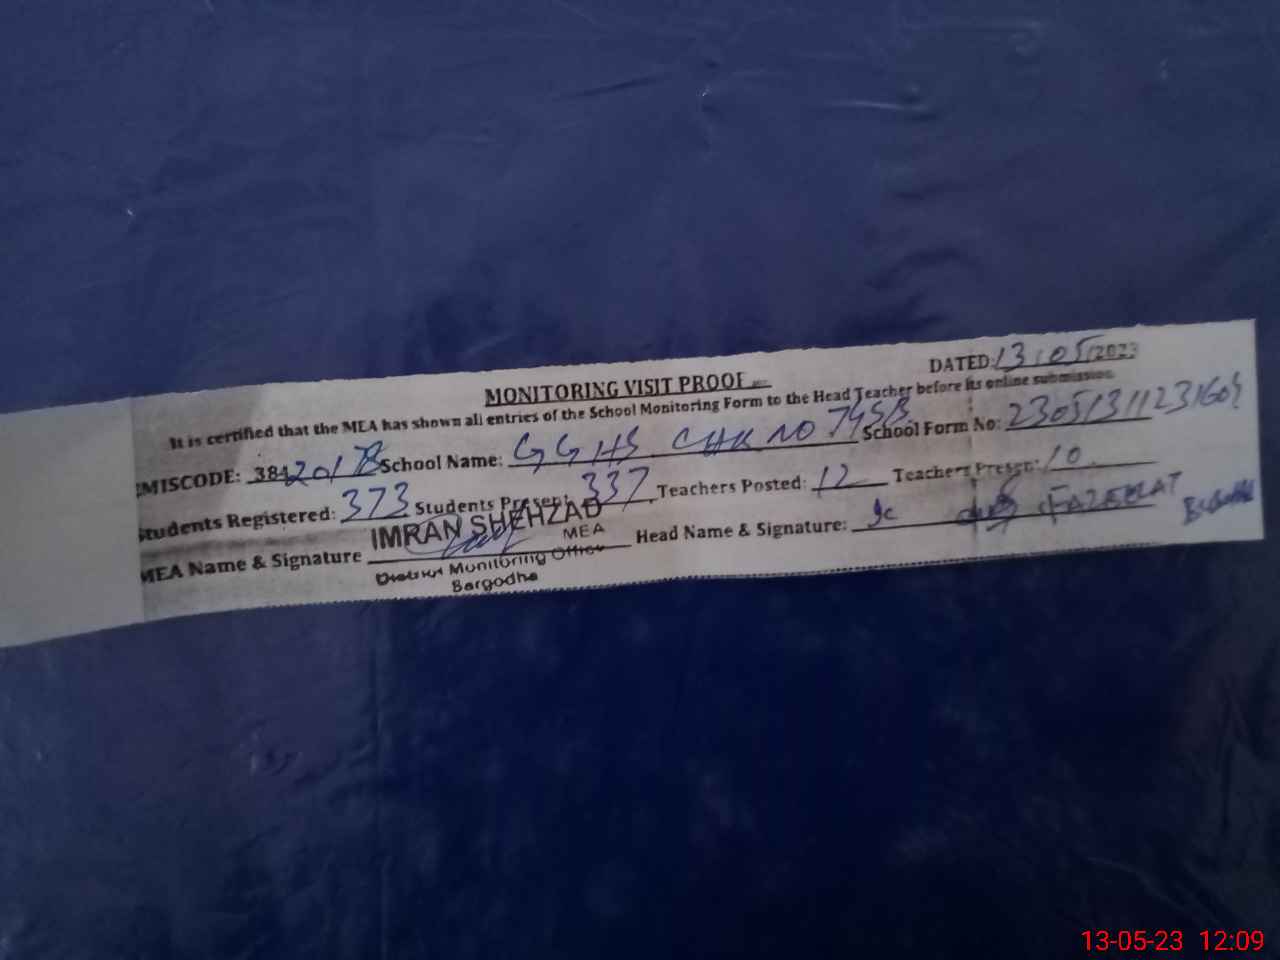 MONITORING VISIT PROOF
DATED: 13/05/2023
It is certified that the MEA has shown all entries of the School Monitoring Form to the Head Teacher before its online submission.
EMISCODE: 38420178 School Name: GGHS CHK NO School Form No:
Students Registered: 373 Students Present 337 Teachers Posted: 12 Teachers Present: 10
MEA Name & Signature IMRAN SHEHZAD Head Name & Signature: Ic
MEA
District Monitoring Office
Sargodha
13-05-23 12:09